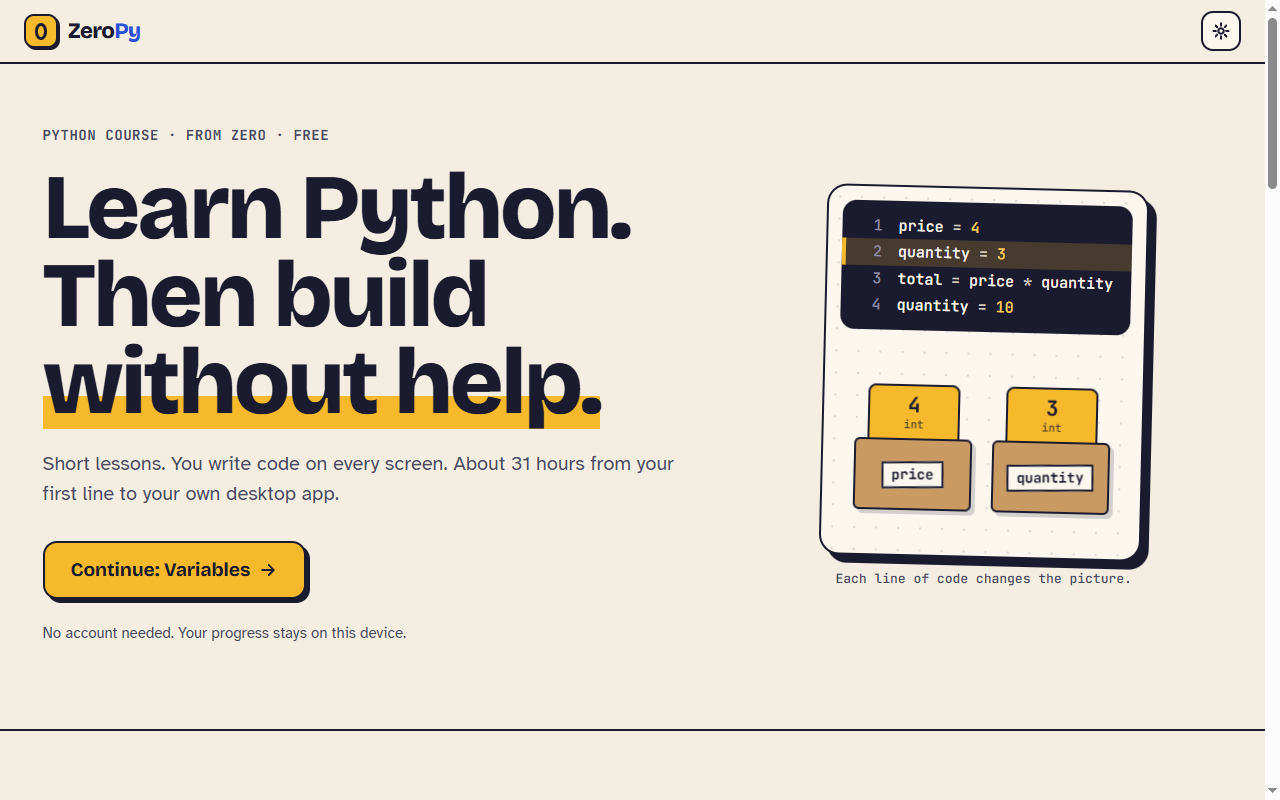 0 ZeroPy
PYTHON COURSE · FROM ZERO · FREE
Learn Python.
Then build
without help.
Short lessons. You write code on every screen. About 31 hours from your
first line to your own desktop app.
Continue: Variables →
No account needed. Your progress stays on this device.
1 price = 4
2 quantity = 3
3 total = price * quantity
4 quantity = 10
4
int
price
3
int
quantity
Each line of code changes the picture.